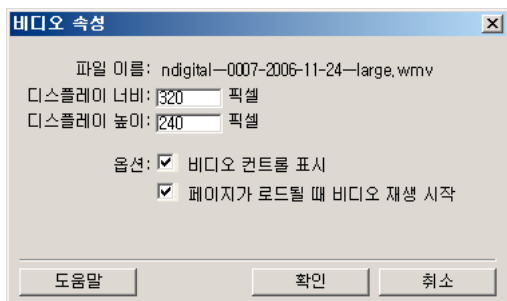 비디오 속성
파일 이름: ndigital—0007-2006-11-24—large.wmv
디스플레이 너비: 320 픽셀
디스플레이 높이: 240 픽셀
옵션: 비디오 컨트롤 표시
페이지가 로드될 때 비디오 재생 시작
도움말 확인 취소